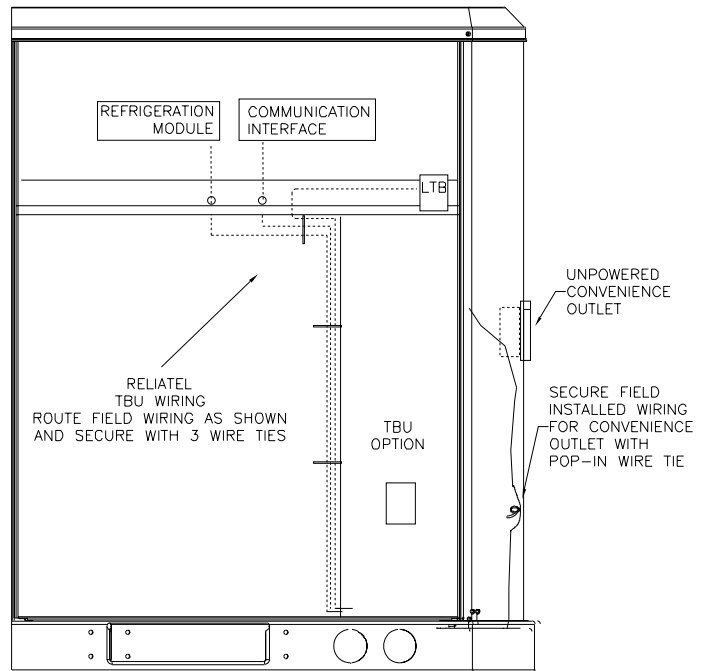 REFRIGERATION
MODULE
COMMUNICATION
INTERFACE
LTB
UNPOWERED
CONVENIENCE
OUTLET
RELIATEL
TBU WIRING
ROUTE FIELD WIRING AS SHOWN
AND SECURE WITH 3 WIRE TIES
TBU
OPTION
SECURE FIELD
INSTALLED WIRING
FOR CONVENIENCE
OUTLET WITH
POP-IN WIRE TIE